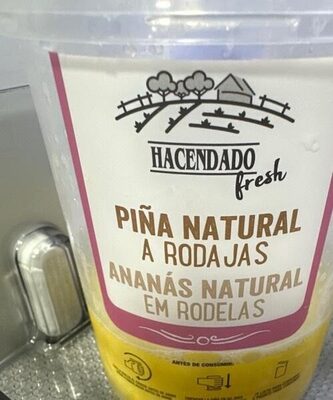 HACENDADO
fresh
PIÑA NATURAL
A RODAJAS
ANANÁS NATURAL
EM RODELAS
ANTES DE CONSUMIR: